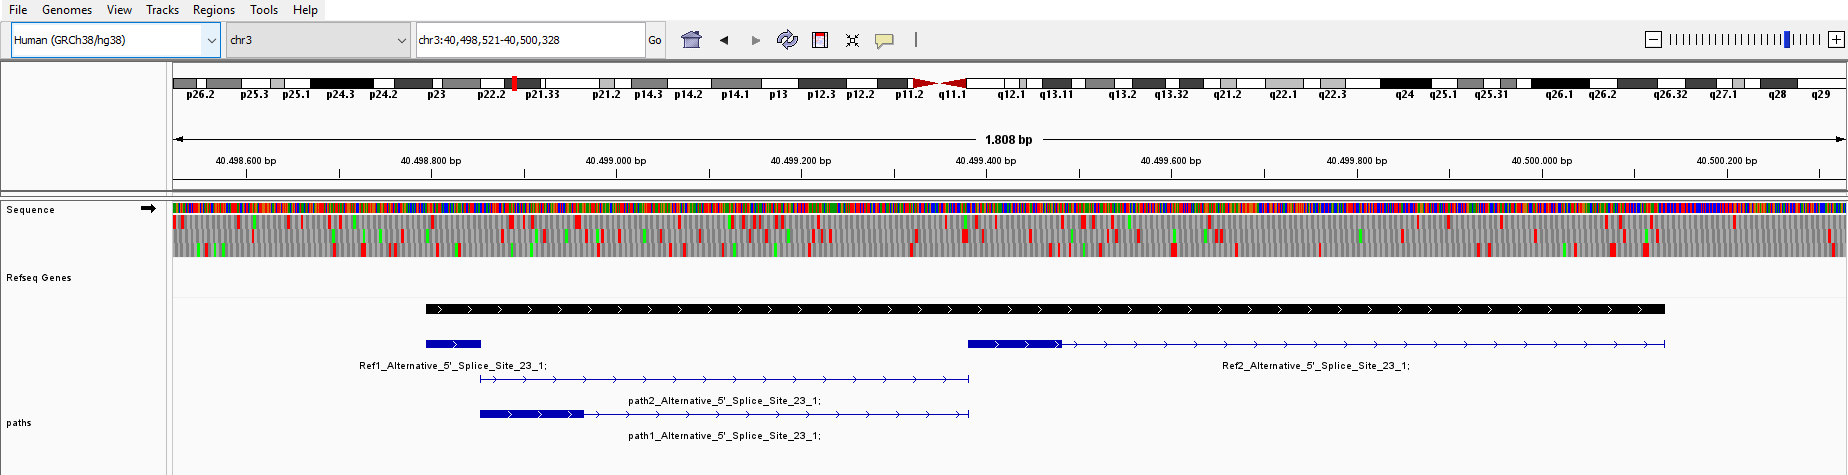 File Genomes View Tracks Regions Tools Help
Human (GRCh38/hg38) chr3 chr3:40,498,521-40,500,328 Go
p26.2 p25.3 p25.1 p24.3 p24.2 p23 p22.2 p21.33 p21.2 p14.3 p14.2 p14.1 p13 p12.3 p12.2 p11.2 q11.1 q12.1 q13.11 q13.2 q13.32 q21.2 q22.1 q22.3 q24 q25.1 q25.31 q26.1 q26.2 q26.32 q27.1 q28 q29
1.808 bp
40.498.600 bp 40.498.800 bp 40.499.000 bp 40.499.200 bp 40.499.400 bp 40.499.600 bp 40.499.800 bp 40.500.000 bp 40.500.200 bp
Sequence
Refseq Genes
Ref1_Alternative_5'_Splice_Site_23_1; Ref2_Alternative_5'_Splice_Site_23_1;
path2_Alternative_5'_Splice_Site_23_1;
paths
path1_Alternative_5'_Splice_Site_23_1;